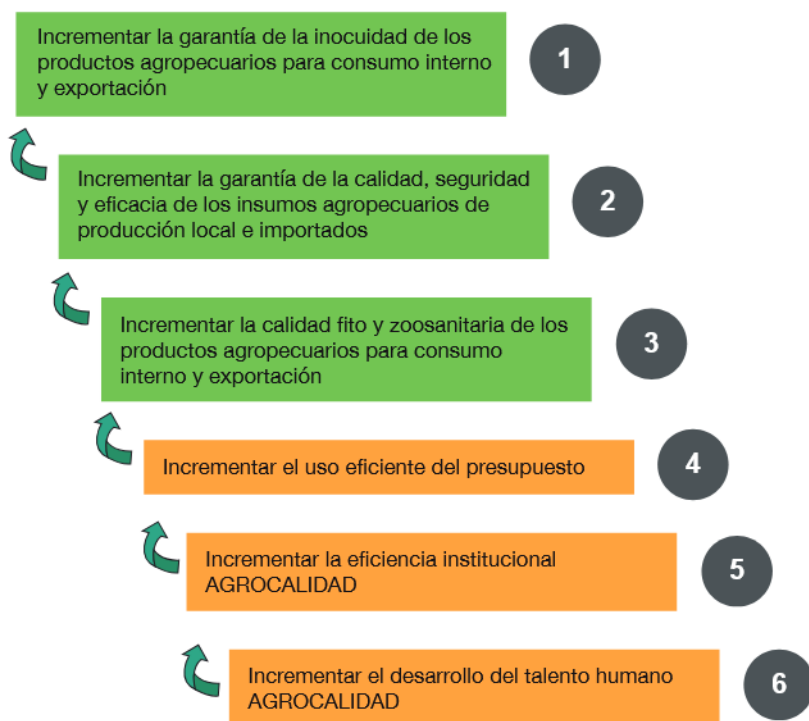 Incrementar la garantía de la inocuidad de los
productos agropecuarios para consumo interno
y exportación
1
Incrementar la garantía de la calidad, seguridad
y eficacia de los insumos agropecuarios de
producción local e importados
2
Incrementar la calidad fito y zoosanitaria de los
productos agropecuarios para consumo
interno y exportación
3
Incrementar el uso eficiente del presupuesto
4
Incrementar la eficiencia institucional
AGROCALIDAD
5
Incrementar el desarrollo del talento humano
AGROCALIDAD
6